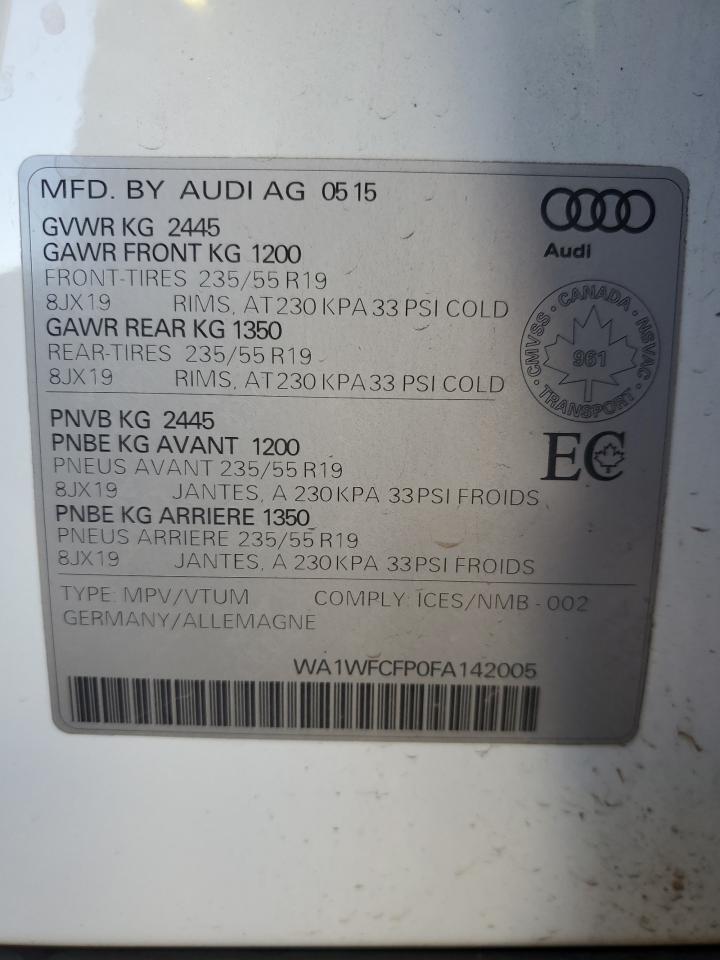 MFD. BY AUDI AG 05 15
GVWR KG 2445
GAWR FRONT KG 1200
FRONT-TIRES 235/55 R19
8JX19 RIMS, AT 230 KPA 33 PSI COLD
GAWR REAR KG 1350
REAR-TIRES 235/55 R19
8JX19 RIMS, AT 230 KPA 33 PSI COLD
Audi
CMVSS · CANADA · NSVAC · TRANSPORT
961
PNVB KG 2445
PNBE KG AVANT 1200
PNEUS AVANT 235/55 R19
8JX19 JANTES, A 230 KPA 33 PSI FROIDS
PNBE KG ARRIERE 1350
PNEUS ARRIERE 235/55 R19
8JX19 JANTES, A 230 KPA 33 PSI FROIDS
EC
TYPE: MPV/VTUM COMPLY: ICES/NMB - 002
GERMANY/ALLEMAGNE
WA1WFCFP0FA142005